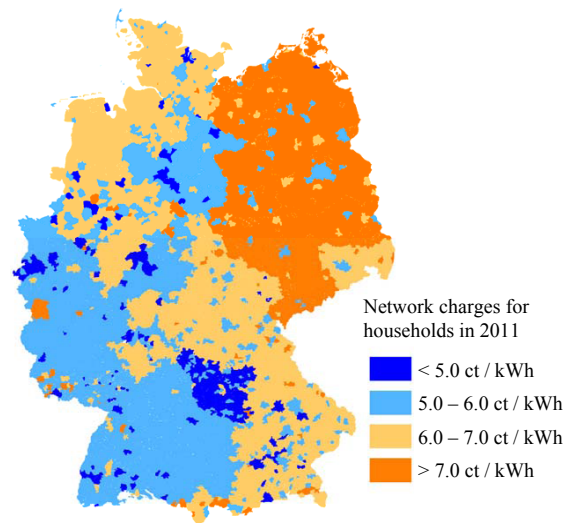 Network charges for
households in 2011
< 5.0 ct / kWh
5.0 – 6.0 ct / kWh
6.0 – 7.0 ct / kWh
> 7.0 ct / kWh